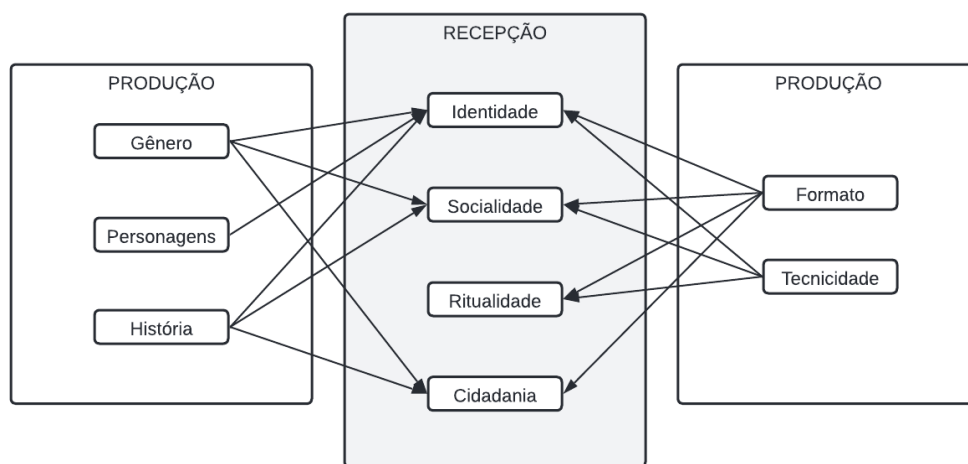 PRODUÇÃO
Gênero
Personagens
História
RECEPÇÃO
Identidade
Socialidade
Ritualidade
Cidadania
PRODUÇÃO
Formato
Tecnicidade